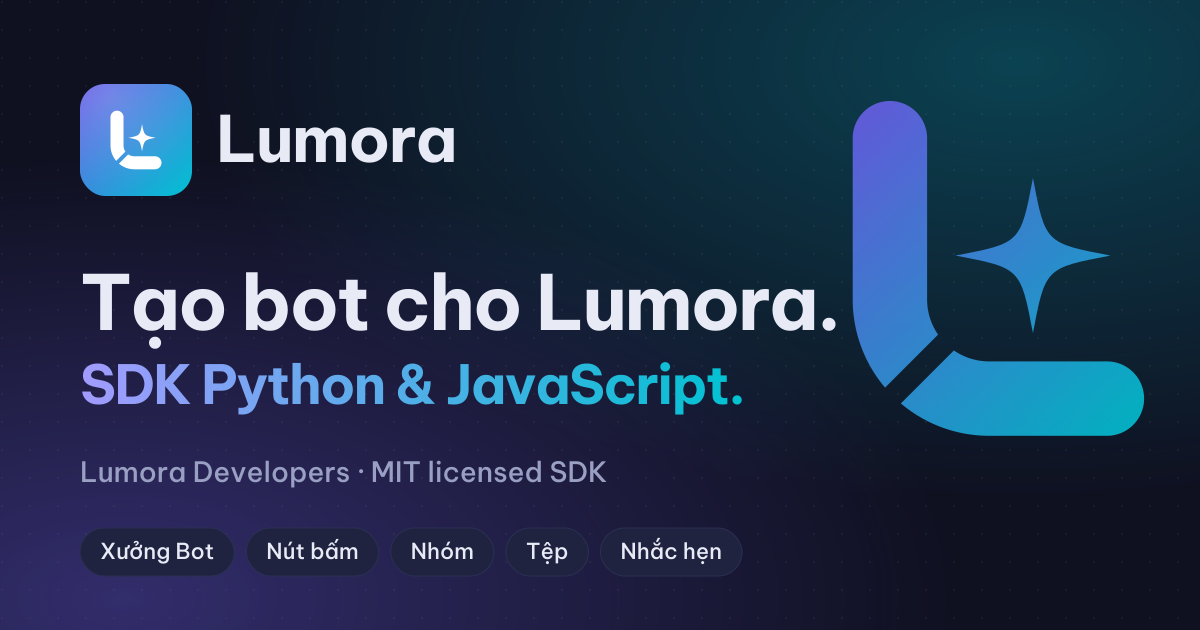 Lumora
Tạo bot cho Lumora.
SDK Python & JavaScript.
Lumora Developers · MIT licensed SDK
Xưởng Bot Nút bấm Nhóm Tệp Nhắc hẹn